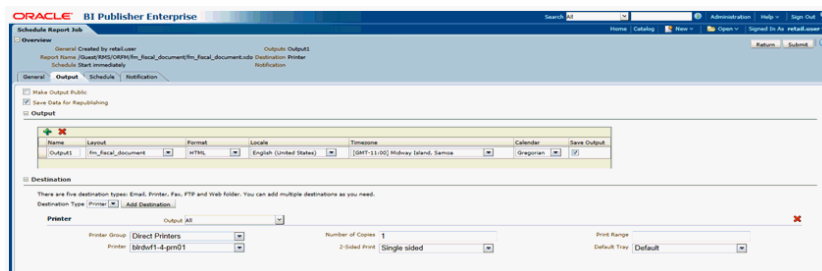 ORACLE BI Publisher Enterprise
Search All Administration Help Sign Out
Schedule Report Job
Home Catalog New Open Signed In As retail.user
Overview
Return Submit
General Created by retail.user
Outputs Output1
Report Name /Guest/RMS/ORFM/fm_fiscal_document/fm_fiscal_document.xdo
Destination Printer
Schedule Start immediately
Notification
General Output Schedule Notification
Make Output Public
Save Data for Republishing
Output
Name Layout Format Locale Timezone Calendar Save Output
Output1 fm_fiscal_document HTML English (United States) [GMT-11:00] Midway Island, Samoa Gregorian
Destination
There are five destination types: Email, Printer, Fax, FTP and Web folder. You can add multiple destinations as you need.
Destination Type Printer Add Destination
Printer Output All
Printer Group Direct Printers Number of Copies 1 Print Range
Printer blrdwf1-4-prn01 2-Sided Print Single sided Default Tray Default